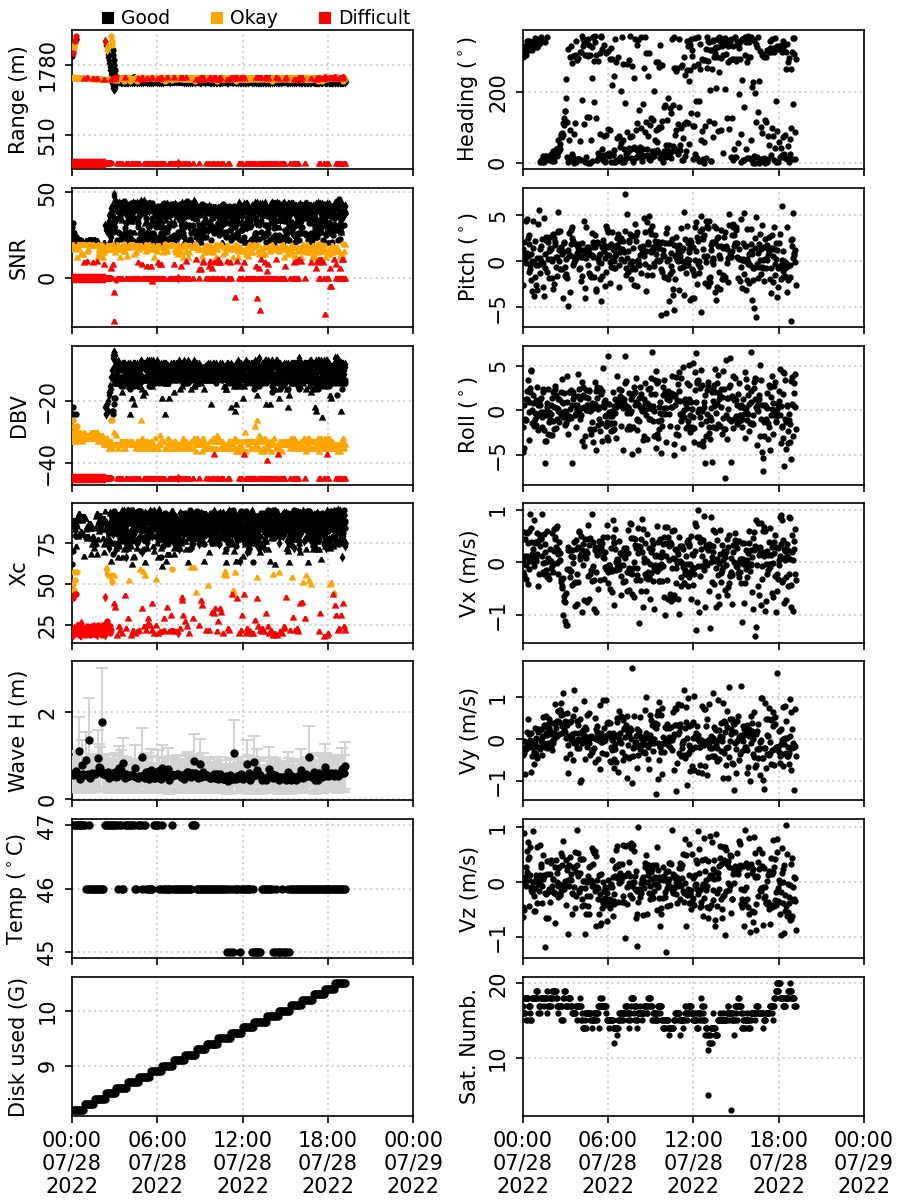 Good Okay Difficult
Range (m)
1780
510
Heading (°)
200
0
SNR
50
0
Pitch (°)
5
0
−5
DBV
−20
−40
Roll (°)
5
0
−5
Xc
75
50
25
Vx (m/s)
1
0
−1
Wave H (m)
2
0
Vy (m/s)
1
0
−1
Temp (°C)
47
46
45
Vz (m/s)
1
0
−1
Disk used (G)
10
9
Sat. Numb.
20
10
00:00 06:00 12:00 18:00 00:00
07/28 07/28 07/28 07/28 07/29
2022 2022 2022 2022 2022
00:00 06:00 12:00 18:00 00:00
07/28 07/28 07/28 07/28 07/29
2022 2022 2022 2022 2022